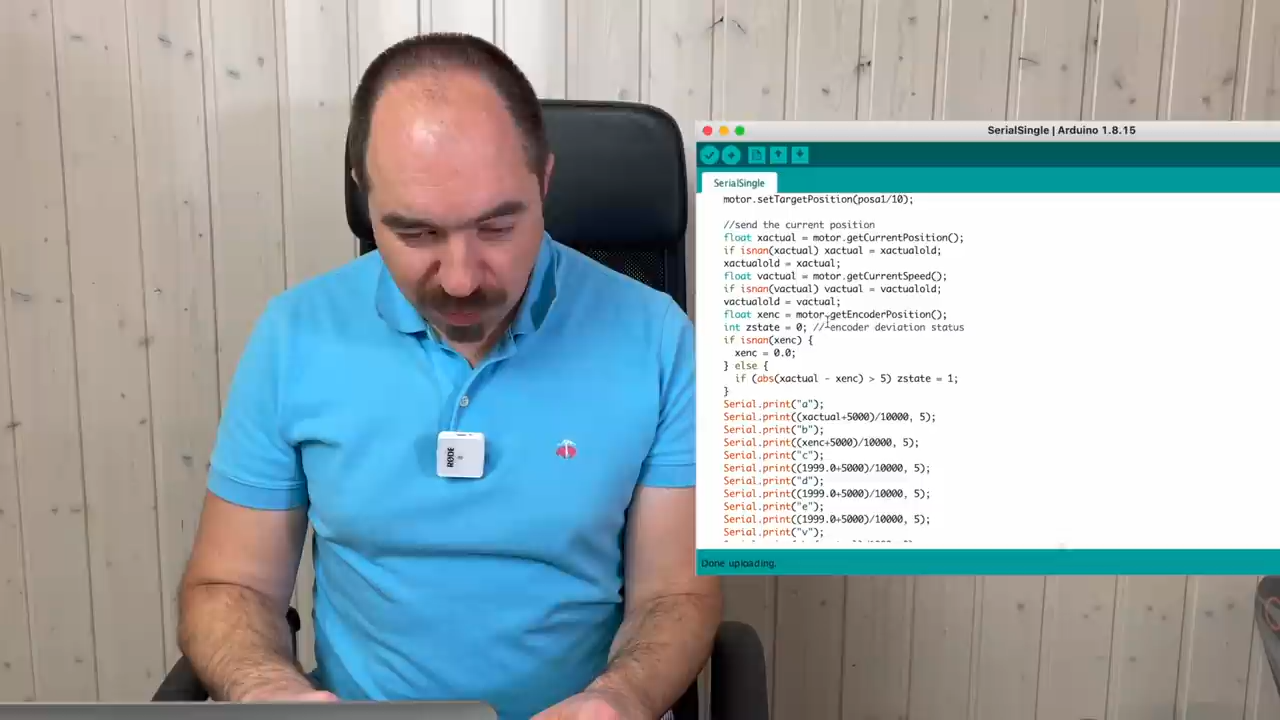 SerialSingle | Arduino 1.8.15
SerialSingle
motor.setTargetPosition(posa1/10);
//send the current position
float xactual = motor.getCurrentPosition();
if isnan(xactual) xactual = xactualold;
xactualold = xactual;
float vactual = motor.getCurrentSpeed();
if isnan(vactual) vactual = vactualold;
vactualold = vactual;
float xenc = motor.getEncoderPosition();
int zstate = 0; //encoder deviation status
if isnan(xenc) {
xenc = 0.0;
} else {
if (abs(xactual - xenc) > 5) zstate = 1;
}
Serial.print("a");
Serial.print((xactual+5000)/10000, 5);
Serial.print("b");
Serial.print((xenc+5000)/10000, 5);
Serial.print("c");
Serial.print((1999.0+5000)/10000, 5);
Serial.print("d");
Serial.print((1999.0+5000)/10000, 5);
Serial.print("e");
Serial.print((1999.0+5000)/10000, 5);
Serial.print("v");
Done uploading.
RØDE